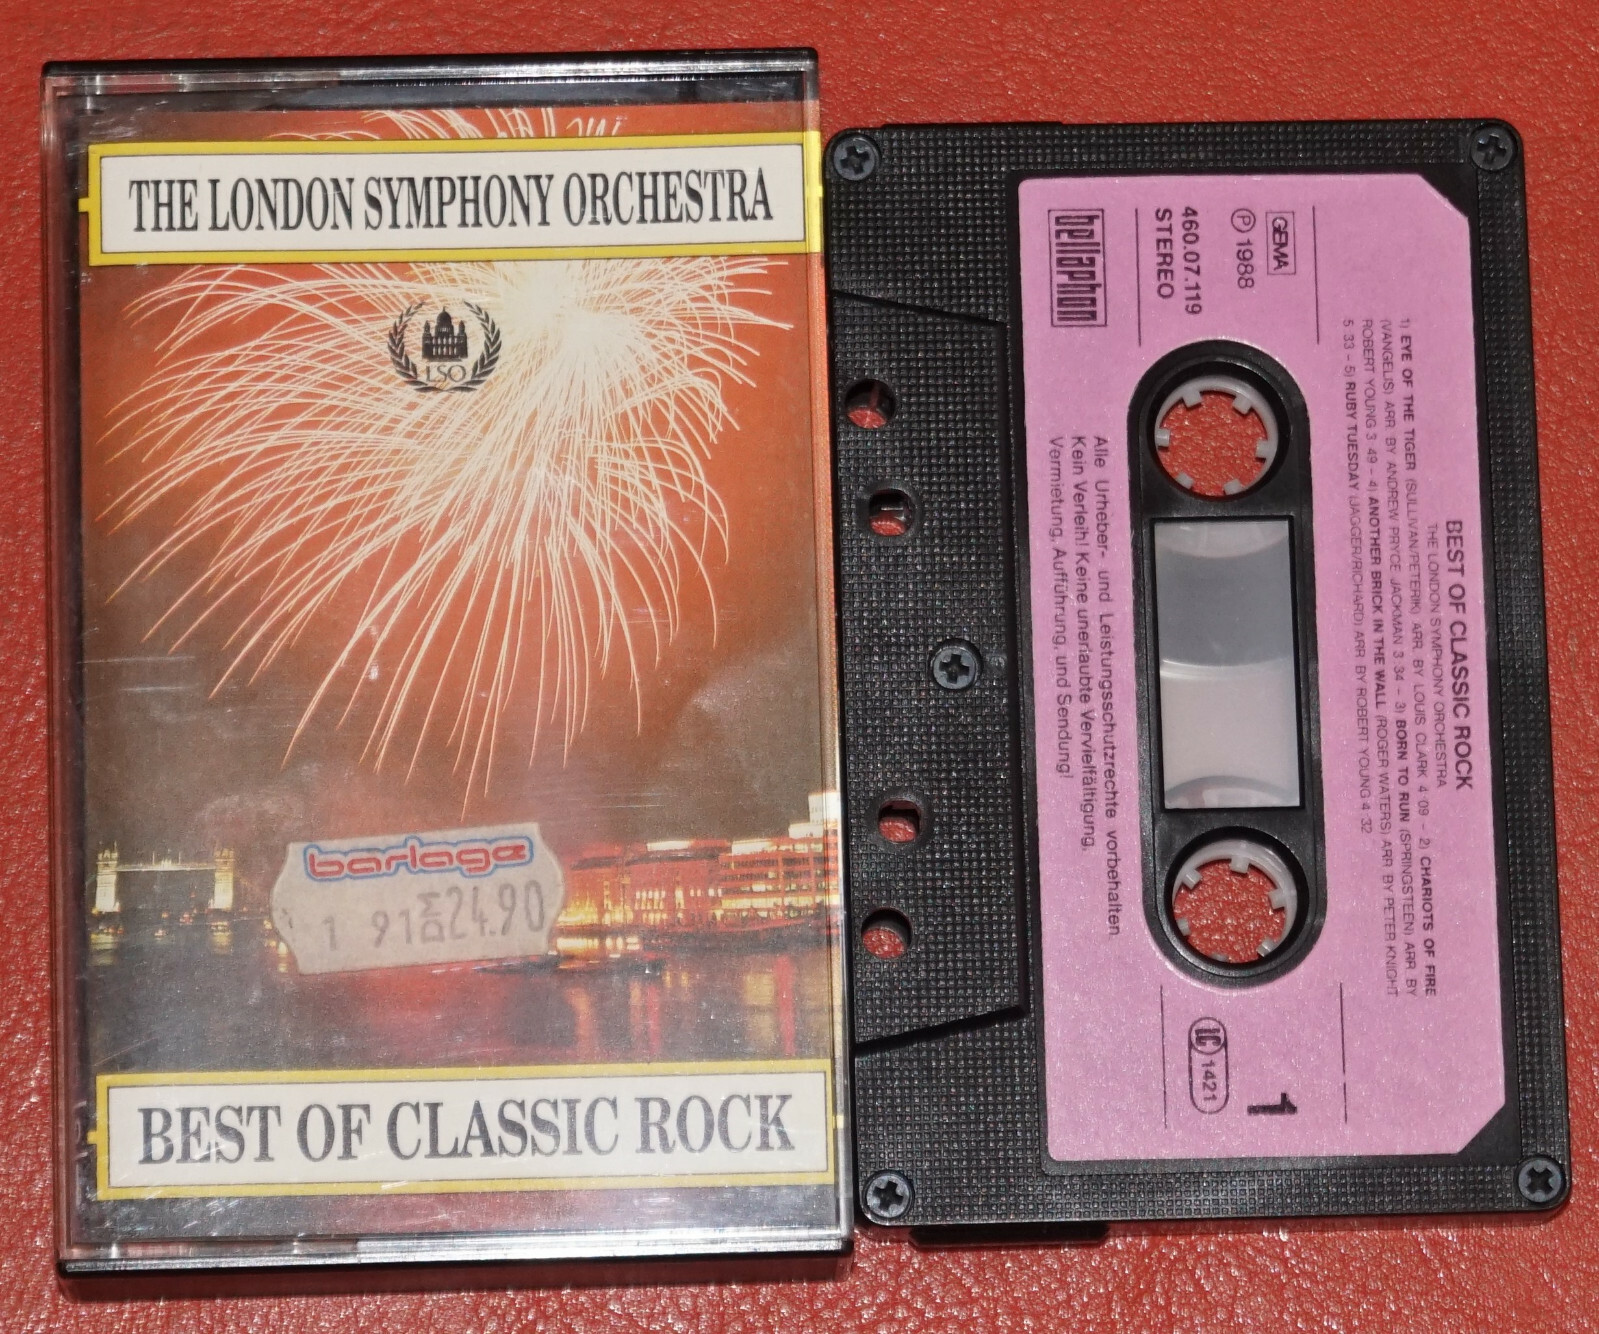 THE LONDON SYMPHONY ORCHESTRA
LSO
barlage
1 91 DM 24.90
BEST OF CLASSIC ROCK
BEST OF CLASSIC ROCK
THE LONDON SYMPHONY ORCHESTRA
1) EYE OF THE TIGER (SULLIVAN/PETERIK) ARR. BY LOUIS CLARK 4 09 – 2) CHARIOTS OF FIRE
(VANGELIS) ARR. BY ANDREW PRYCE JACKMAN 3 34 – 3) BORN TO RUN (SPRINGSTEEN) ARR. BY
ROBERT YOUNG 3 49 – 4) ANOTHER BRICK IN THE WALL (ROGER WATERS) ARR. BY PETER KNIGHT
5 33 – 5) RUBY TUESDAY (JAGGER/RICHARD) ARR. BY ROBERT YOUNG 4 32
GEMA
Ⓟ 1988
460.07.119
STEREO
bellaphon
1
LC 1421
Alle Urheber- und Leistungsschutzrechte vorbehalten.
Kein Verleih! Keine unerlaubte Vervielfältigung,
Vermietung, Aufführung, und Sendung!